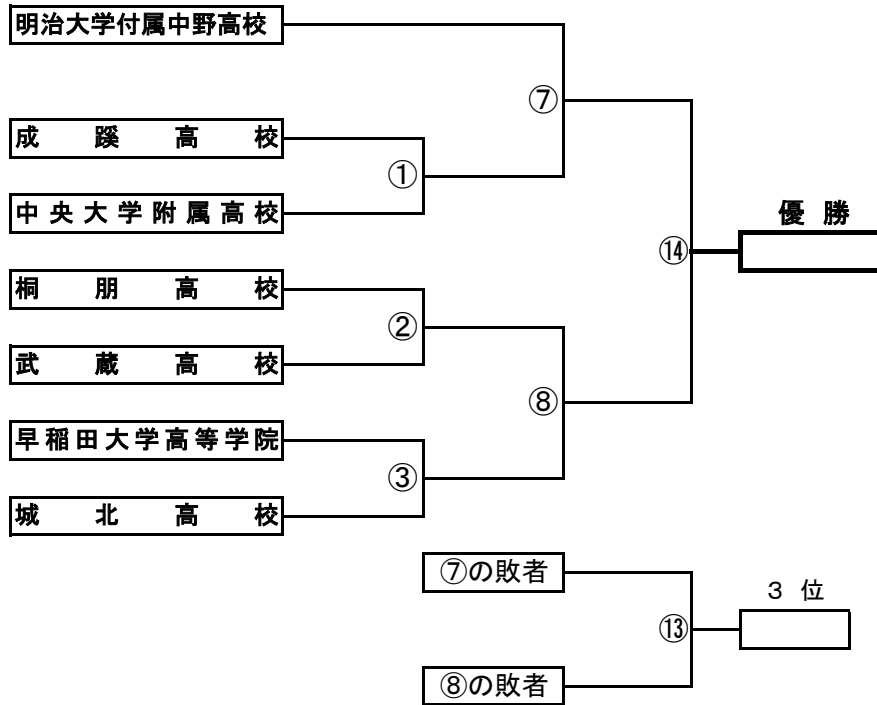 明治大学付属中野高校
⑦
成蹊高校
①
中央大学附属高校
優勝
⑭
桐朋高校
②
武蔵高校
⑧
早稲田大学高等学院
③
城北高校
⑦の敗者
3位
⑬
⑧の敗者